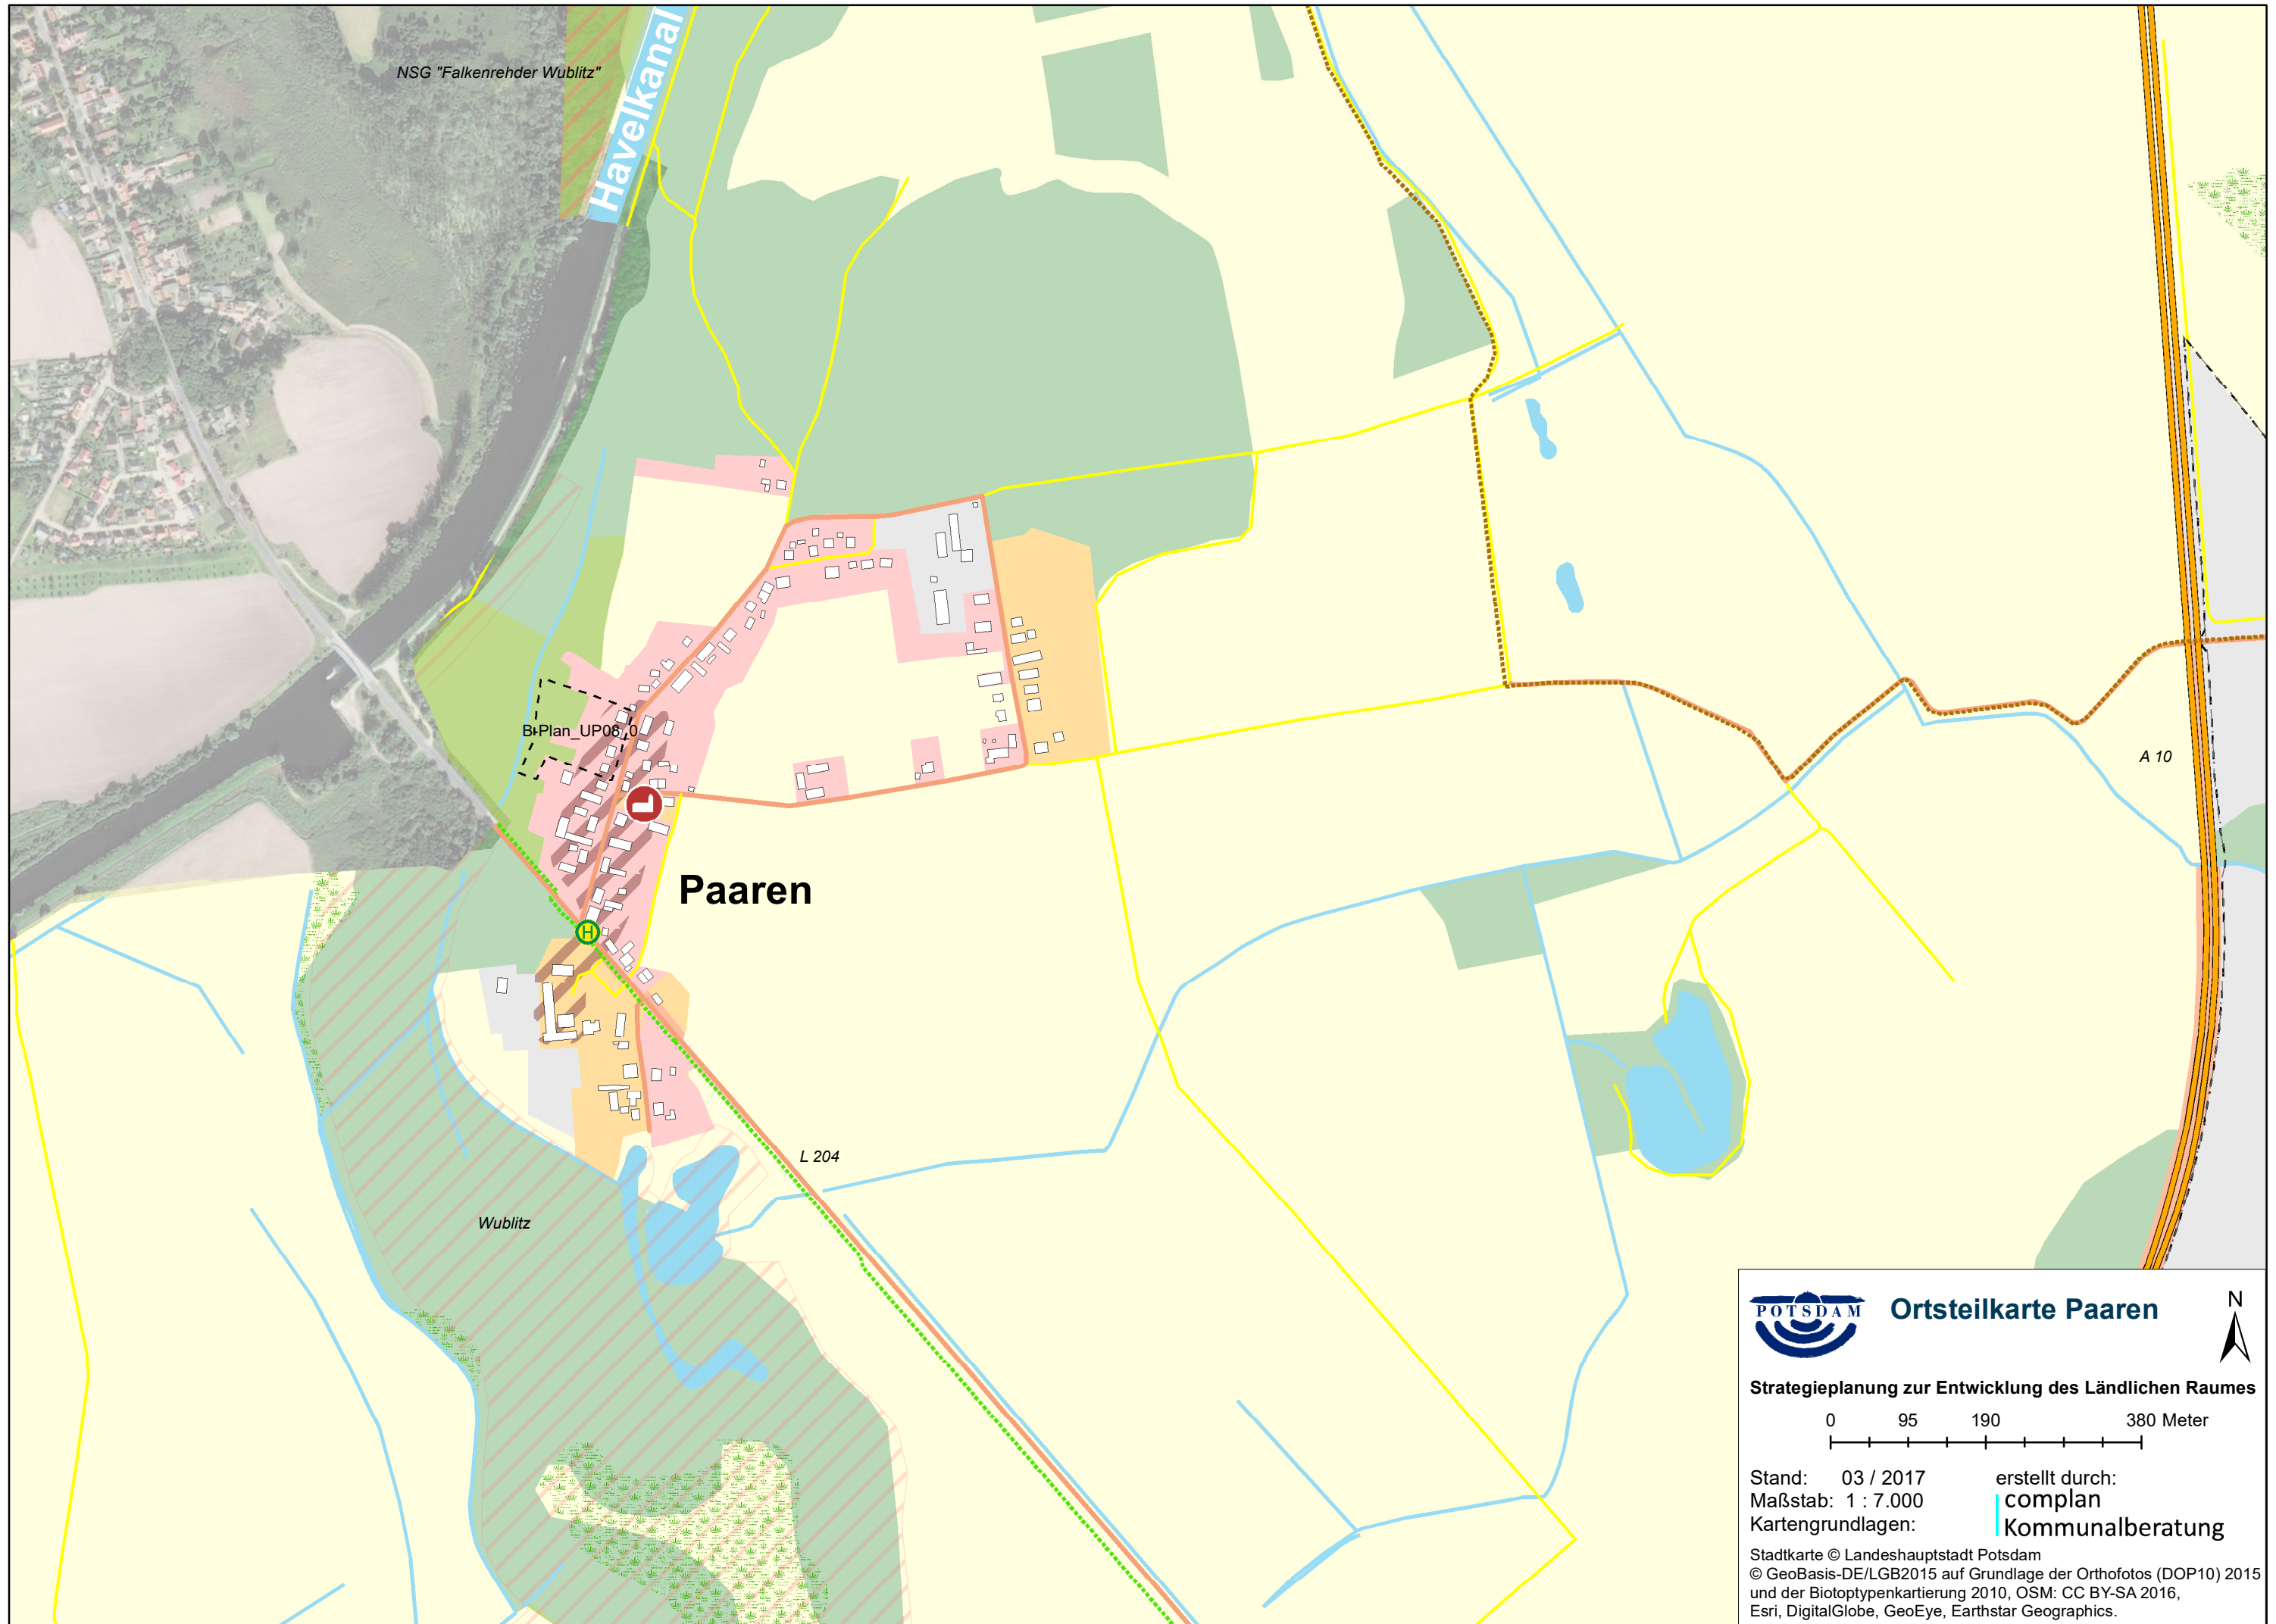 NSG "Falkenrehder Wublitz"
Havelkanal
B-Plan_UP08_0
A 10
Paaren
H
L 204
Wublitz
POTSDAM
Ortsteilkarte Paaren
N
Strategieplanung zur Entwicklung des Ländlichen Raumes
0 95 190 380 Meter
Stand: 03 / 2017
erstellt durch:
Maßstab: 1 : 7.000
complan
Kartengrundlagen:
Kommunalberatung
Stadtkarte © Landeshauptstadt Potsdam
© GeoBasis-DE/LGB2015 auf Grundlage der Orthofotos (DOP10) 2015
und der Biotoptypenkartierung 2010, OSM: CC BY-SA 2016,
Esri, DigitalGlobe, GeoEye, Earthstar Geographics.